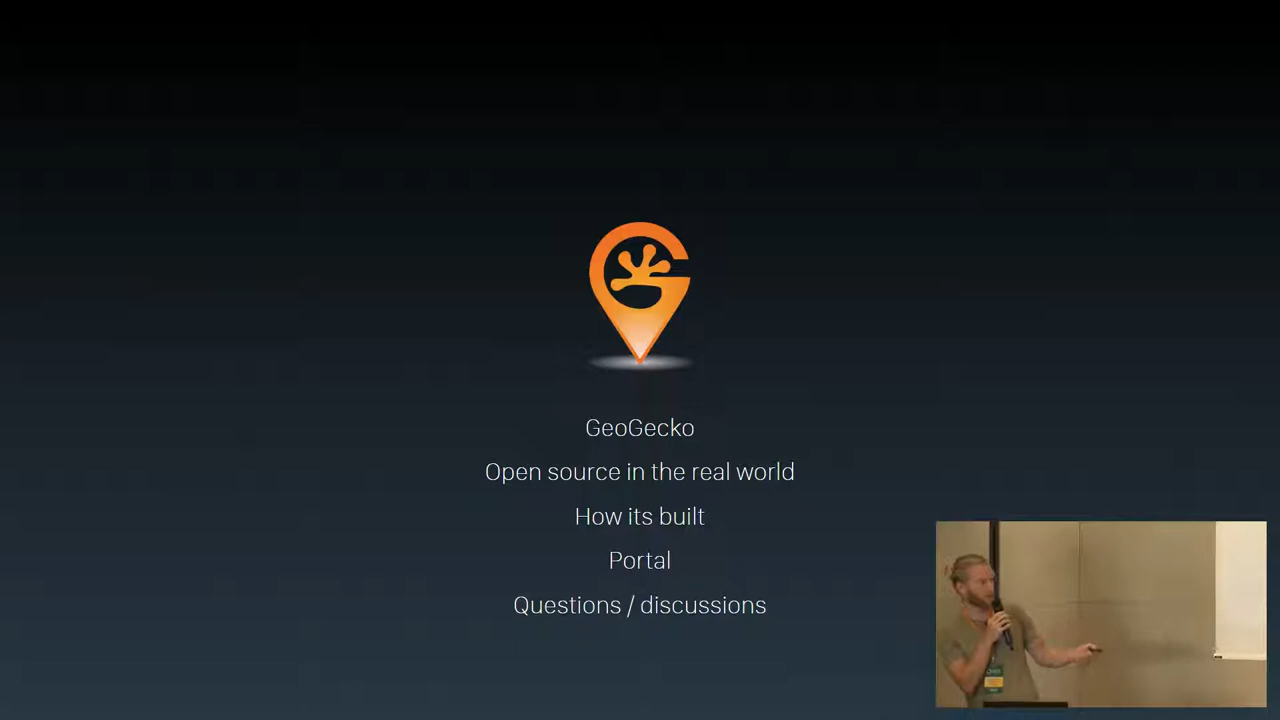 GeoGecko
Open source in the real world
How its built
Portal
Questions / discussions